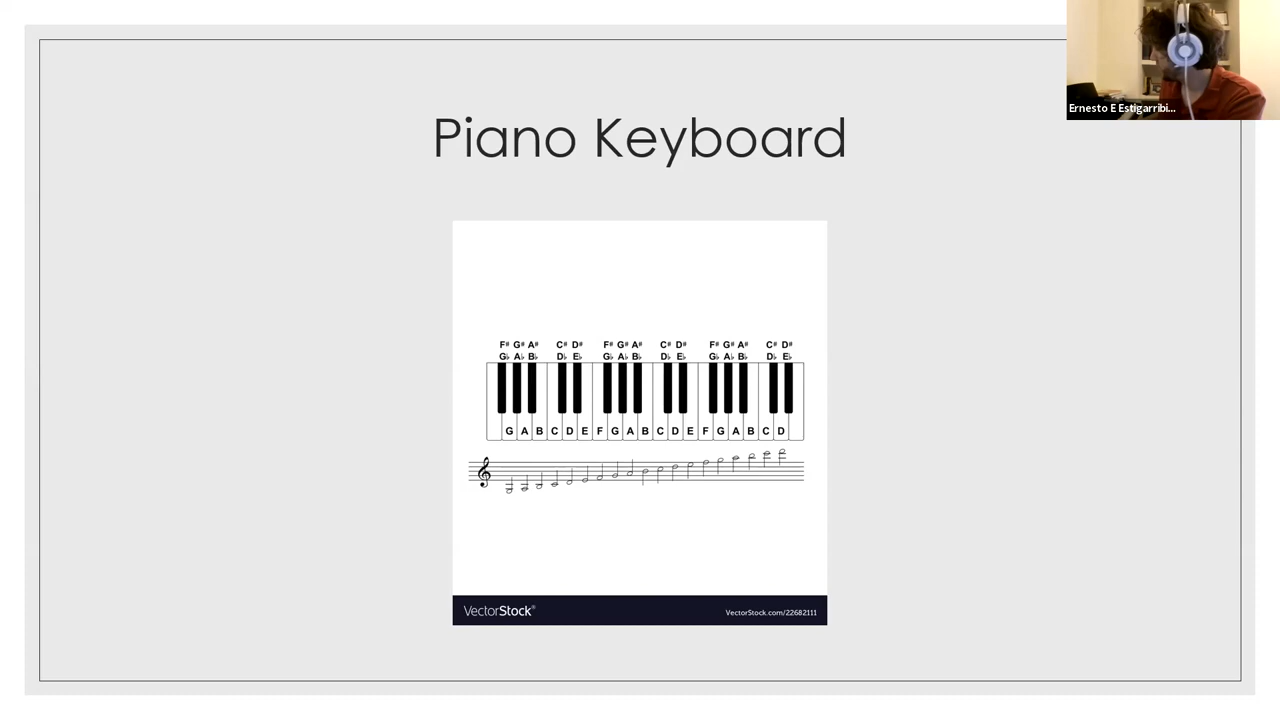 Ernesto E Estigarribi...
Piano Keyboard
F# G# A# C# D# F# G# A# C# D# F# G# A# C# D#
G♭ A♭ B♭ D♭ E♭ G♭ A♭ B♭ D♭ E♭ G♭ A♭ B♭ D♭ E♭
G A B C D E F G A B C D E F G A B C D
VectorStock®
VectorStock.com/22682111